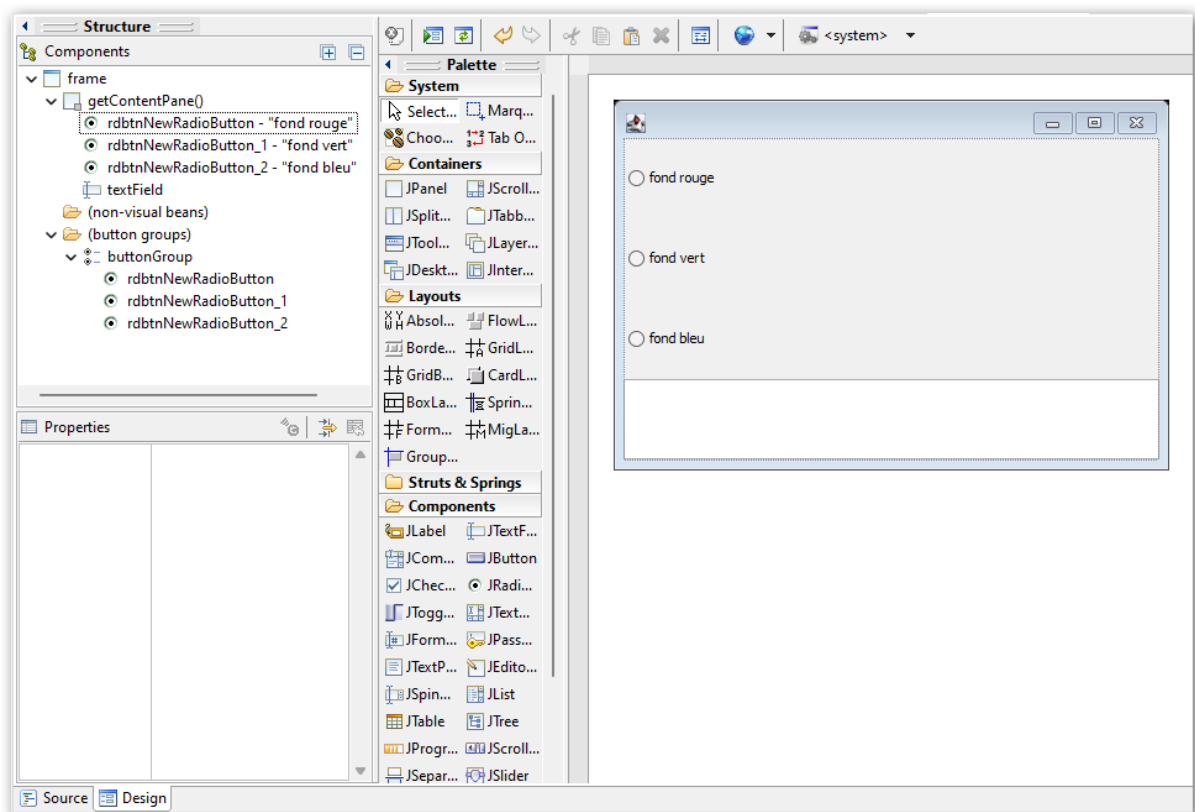 Structure
Components
frame
getContentPane()
rdbtnNewRadioButton - "fond rouge"
rdbtnNewRadioButton_1 - "fond vert"
rdbtnNewRadioButton_2 - "fond bleu"
textField
(non-visual beans)
(button groups)
buttonGroup
rdbtnNewRadioButton
rdbtnNewRadioButton_1
rdbtnNewRadioButton_2
Properties
Source Design
<system>
Palette
System
Select... Marq...
Choo... Tab O...
Containers
JPanel JScroll...
JSplit... JTabb...
JTool... JLayer...
JDeskt... JInter...
Layouts
Absol... FlowL...
Borde... GridL...
GridB... CardL...
BoxLa... Sprin...
Form... MigLa...
Group...
Struts & Springs
Components
JLabel JTextF...
JCom... JButton
JChec... JRadi...
JTogg... JText...
JForm... JPass...
JTextP... JEdito...
JSpin... JList
JTable JTree
JProgr... JScroll...
JSepar... JSlider
fond rouge
fond vert
fond bleu